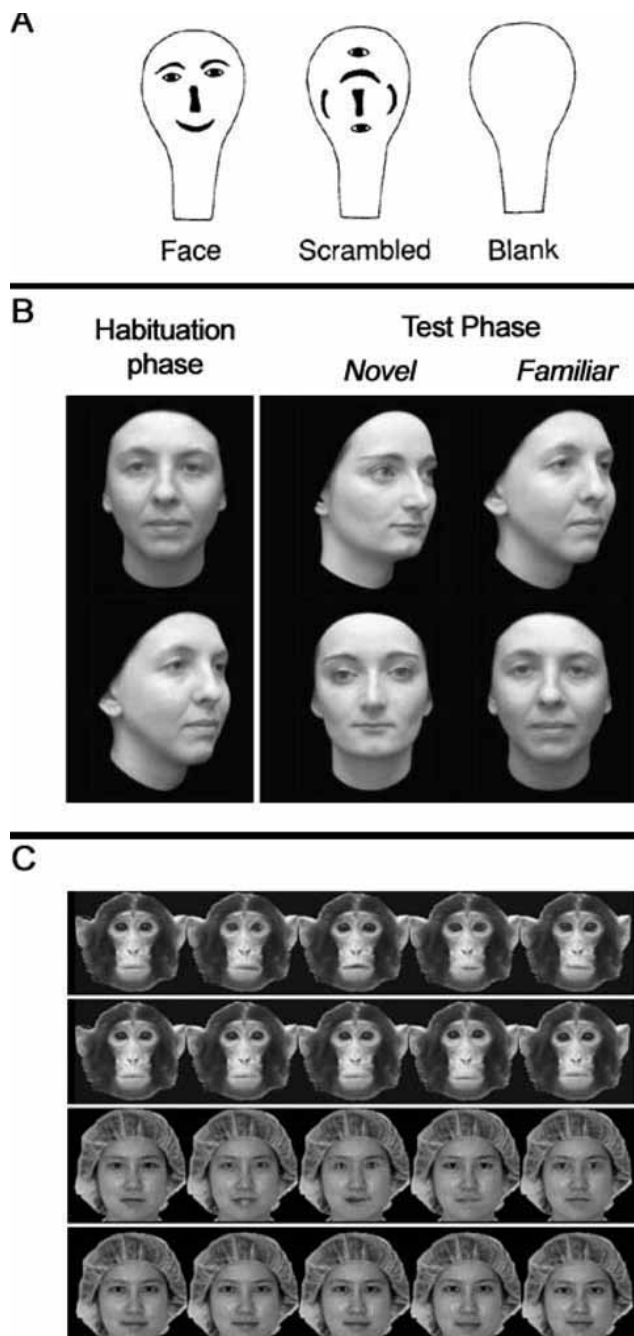 A
Face
Scrambled
Blank
B
Habituation
phase
Test Phase
Novel
Familiar
C